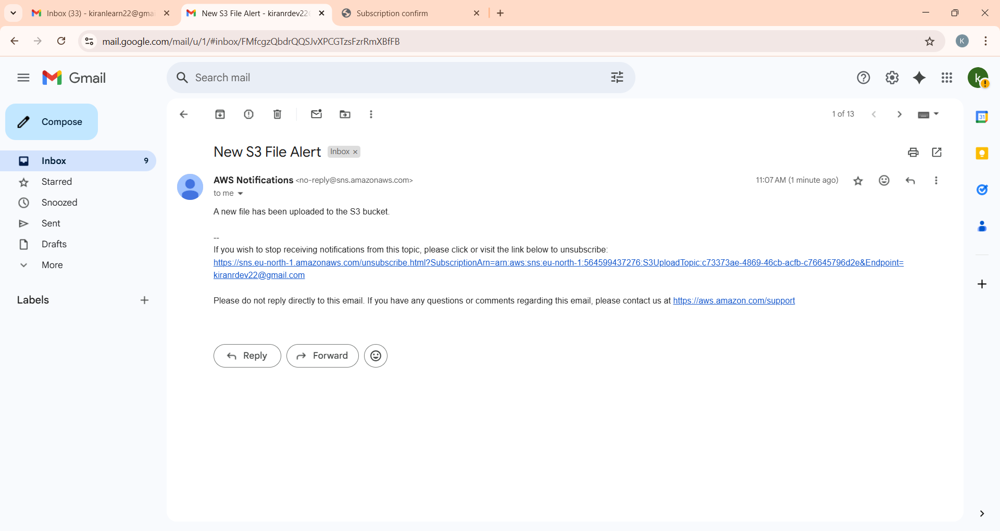 Inbox (33) - kiranlearn22@gmai
New S3 File Alert - kiranrdev22
Subscription confirm
mail.google.com/mail/u/1/#inbox/FMfcgzQbdrQQSJvXPCGTzsFzrRmXBfFB
K
Gmail
Search mail
k
!
Compose
1 of 13
31
Inbox 9
Starred
Snoozed
Sent
Drafts
More
Labels
New S3 File Alert Inbox
AWS Notifications <no-reply@sns.amazonaws.com>
11:07 AM (1 minute ago)
to me
A new file has been uploaded to the S3 bucket.
--
If you wish to stop receiving notifications from this topic, please click or visit the link below to unsubscribe:
https://sns.eu-north-1.amazonaws.com/unsubscribe.html?SubscriptionArn=arn:aws:sns:eu-north-1:564599437276:S3UploadTopic:c73373ae-4869-46cb-acfb-c76645796d2e&Endpoint=
kiranrdev22@gmail.com
Please do not reply directly to this email. If you have any questions or comments regarding this email, please contact us at https://aws.amazon.com/support
Reply
Forward